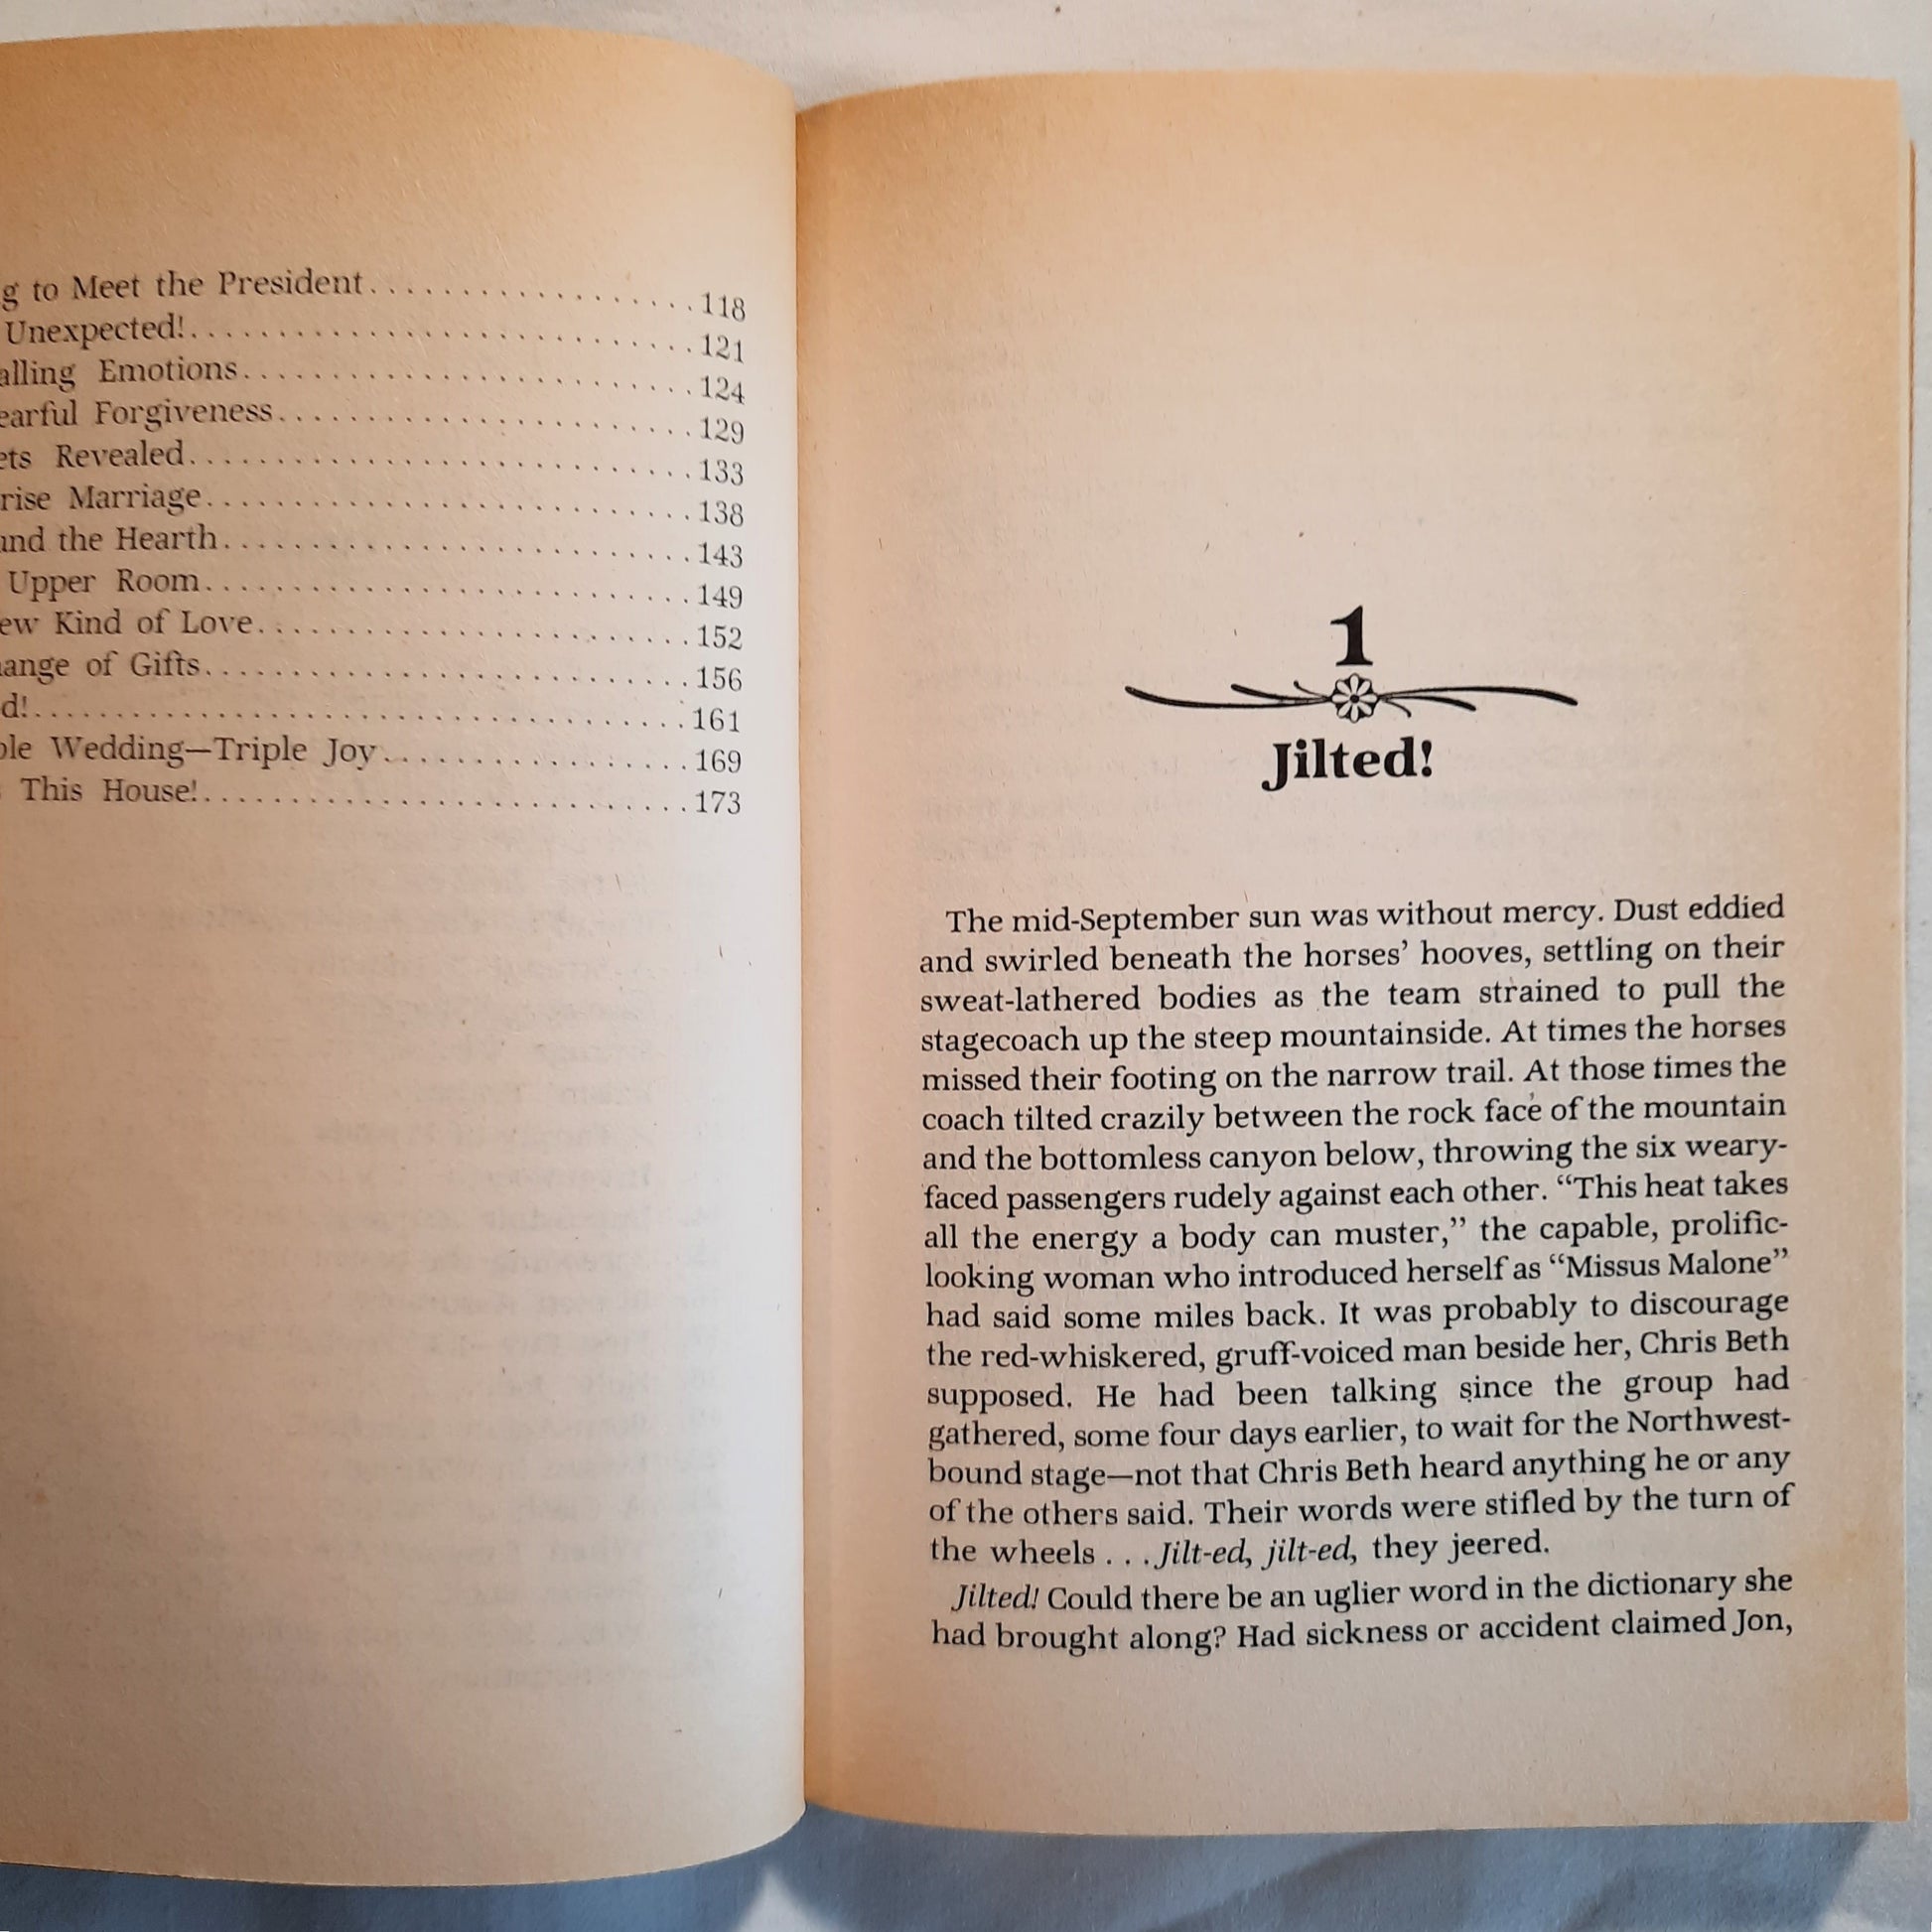 to Meet the President. . . . . . . . . . . . . . . . . . 118
Unexpected!. . . . . . . . . . . . . . . . . . . . . . . . . . . . 121
Emotions. . . . . . . . . . . . . . . . . . . . . . . . . 124
Forgiveness. . . . . . . . . . . . . . . . . . . . . . . 129
Revealed. . . . . . . . . . . . . . . . . . . . . . . . . . . . 133
Marriage. . . . . . . . . . . . . . . . . . . . . . . . . . . 138
the Hearth. . . . . . . . . . . . . . . . . . . . . . . . . . 143
Upper Room. . . . . . . . . . . . . . . . . . . . . . . . . . . 149
Kind of Love. . . . . . . . . . . . . . . . . . . . . . . . 152
of Gifts. . . . . . . . . . . . . . . . . . . . . . . . . . . 156
. . . . . . . . . . . . . . . . . . . . . . . . . . . . . . . . . . . . . 161
Wedding—Triple Joy. . . . . . . . . . . . . . . . . 169
This House!. . . . . . . . . . . . . . . . . . . . . . . . . . . 173
1
Jilted!
The mid-September sun was without mercy. Dust eddied
and swirled beneath the horses’ hooves, settling on their
sweat-lathered bodies as the team strained to pull the
stagecoach up the steep mountainside. At times the horses
missed their footing on the narrow trail. At those times the
coach tilted crazily between the rock face of the mountain
and the bottomless canyon below, throwing the six weary-
faced passengers rudely against each other. “This heat takes
all the energy a body can muster,” the capable, prolific-
looking woman who introduced herself as “Missus Malone”
had said some miles back. It was probably to discourage
the red-whiskered, gruff-voiced man beside her, Chris Beth
supposed. He had been talking since the group had
gathered, some four days earlier, to wait for the Northwest-
bound stage—not that Chris Beth heard anything he or any
of the others said. Their words were stifled by the turn of
the wheels . . . Jilt-ed, jilt-ed, they jeered.
Jilted! Could there be an uglier word in the dictionary she
had brought along? Had sickness or accident claimed Jon,